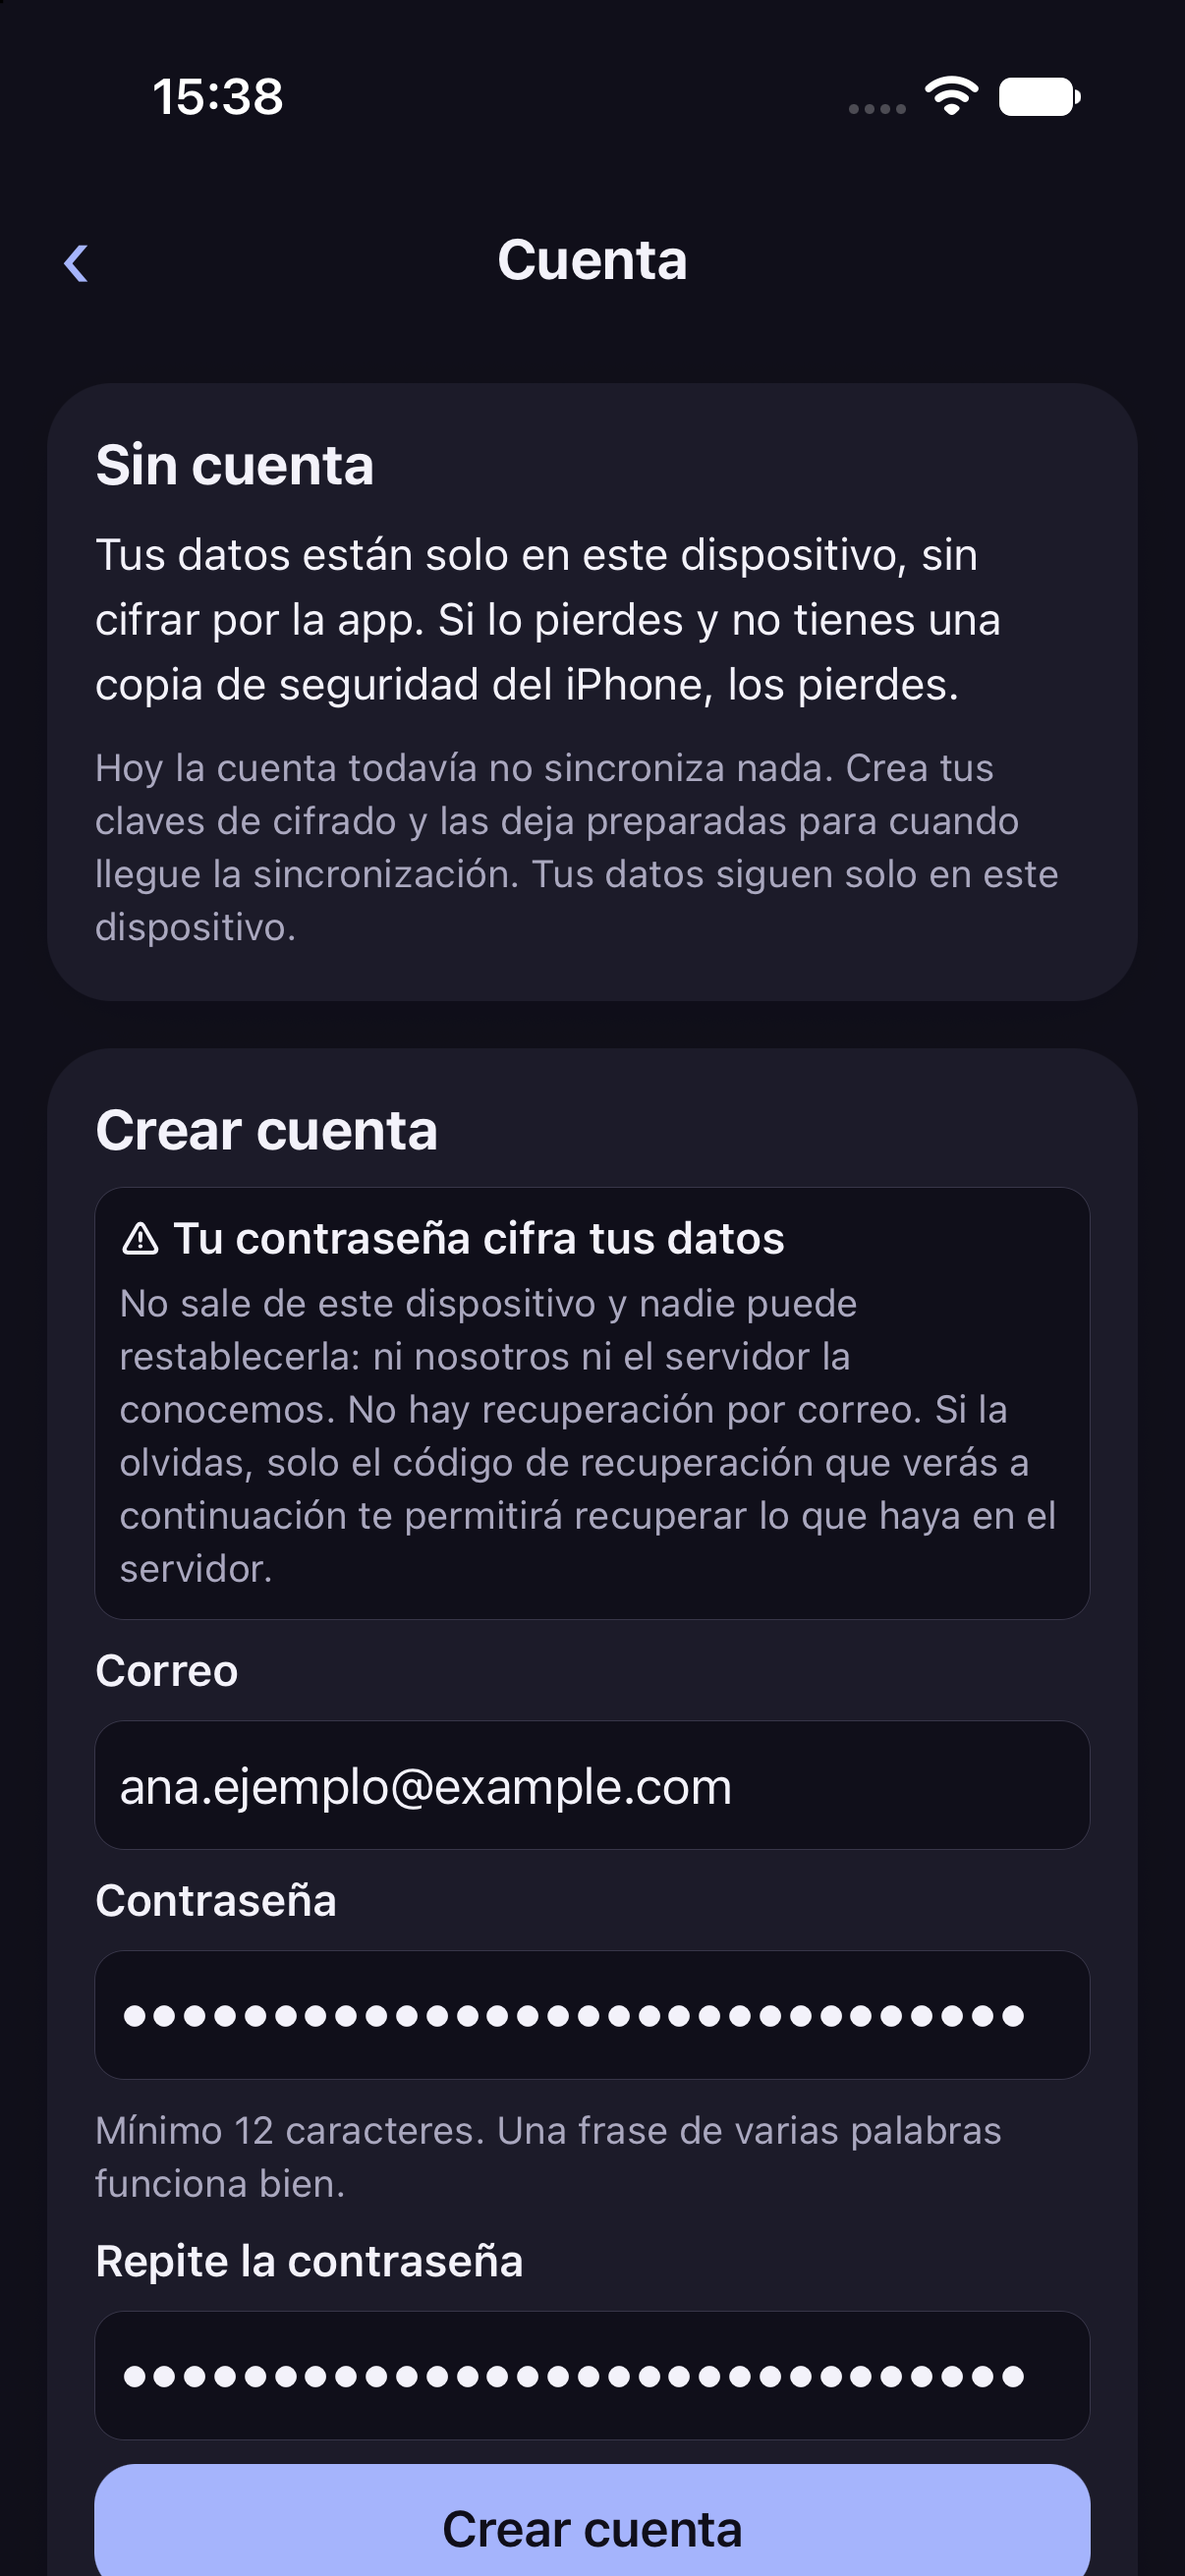 15:38
Cuenta
Sin cuenta
Tus datos están solo en este dispositivo, sin
cifrar por la app. Si lo pierdes y no tienes una
copia de seguridad del iPhone, los pierdes.
Hoy la cuenta todavía no sincroniza nada. Crea tus
claves de cifrado y las deja preparadas para cuando
llegue la sincronización. Tus datos siguen solo en este
dispositivo.
Crear cuenta
Tu contraseña cifra tus datos
No sale de este dispositivo y nadie puede
restablecerla: ni nosotros ni el servidor la
conocemos. No hay recuperación por correo. Si la
olvidas, solo el código de recuperación que verás a
continuación te permitirá recuperar lo que haya en el
servidor.
Correo
ana.ejemplo@example.com
Contraseña
Mínimo 12 caracteres. Una frase de varias palabras
funciona bien.
Repite la contraseña
Crear cuenta